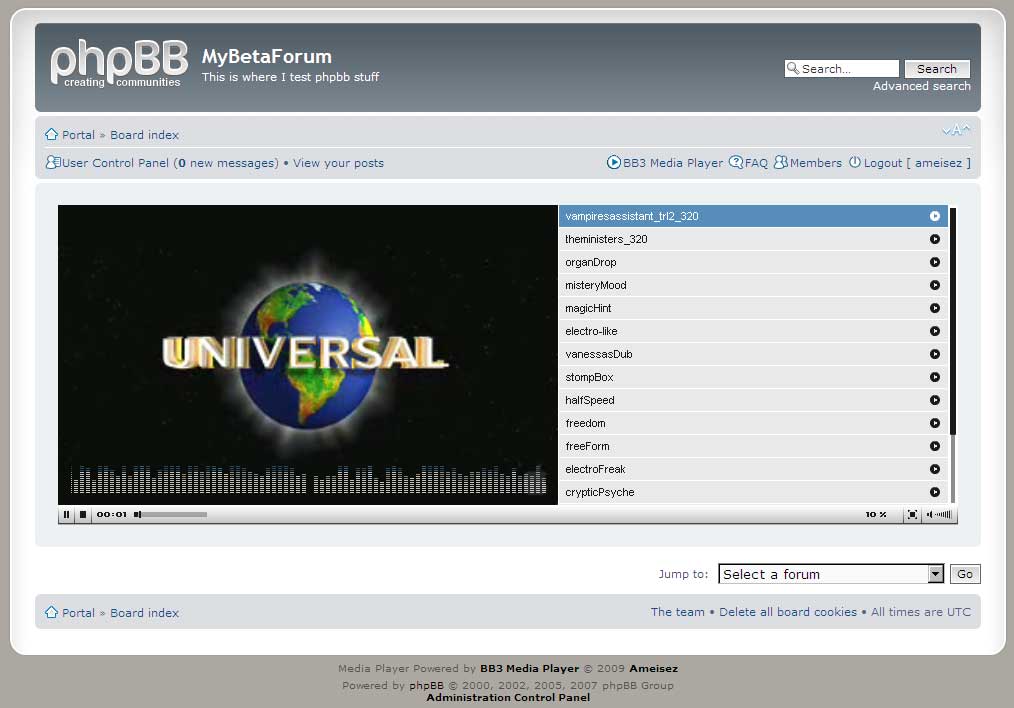 phpBB
creating communities
MyBetaForum
This is where I test phpbb stuff
Search...
Search
Advanced search
Portal » Board index
A
User Control Panel (0 new messages) • View your posts
BB3 Media Player FAQ Members Logout [ ameisez ]
UNIVERSAL
vampiresassistant_trl2_320
theministers_320
organDrop
misteryMood
magicHint
electro-like
vanessasDub
stompBox
halfSpeed
freedom
freeForm
electroFreak
crypticPsyche
00:01
10 %
Jump to: Select a forum Go
Portal » Board index
The team • Delete all board cookies • All times are UTC
Media Player Powered by BB3 Media Player © 2009 Ameisez
Powered by phpBB © 2000, 2002, 2005, 2007 phpBB Group
Administration Control Panel